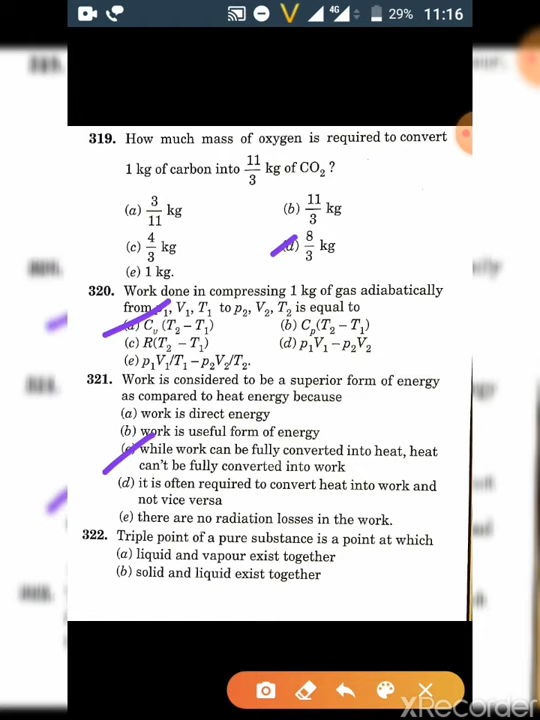 4G
29%
11:16
319. How much mass of oxygen is required to convert
1 kg of carbon into 11/3 kg of CO₂ ?
(a) 3/11 kg
(b) 11/3 kg
(c) 4/3 kg
(d) 8/3 kg
(e) 1 kg.
320. Work done in compressing 1 kg of gas adiabatically
from p₁, V₁, T₁ to p₂, V₂, T₂ is equal to
(a) Cᵥ (T₂ – T₁)
(b) Cₚ(T₂ – T₁)
(c) R(T₂ – T₁)
(d) p₁V₁ – p₂V₂
(e) p₁V₁/T₁ – p₂V₂/T₂.
321. Work is considered to be a superior form of energy
as compared to heat energy because
(a) work is direct energy
(b) work is useful form of energy
(c) while work can be fully converted into heat, heat
can't be fully converted into work
(d) it is often required to convert heat into work and
not vice versa
(e) there are no radiation losses in the work.
322. Triple point of a pure substance is a point at which
(a) liquid and vapour exist together
(b) solid and liquid exist together
XRecorder